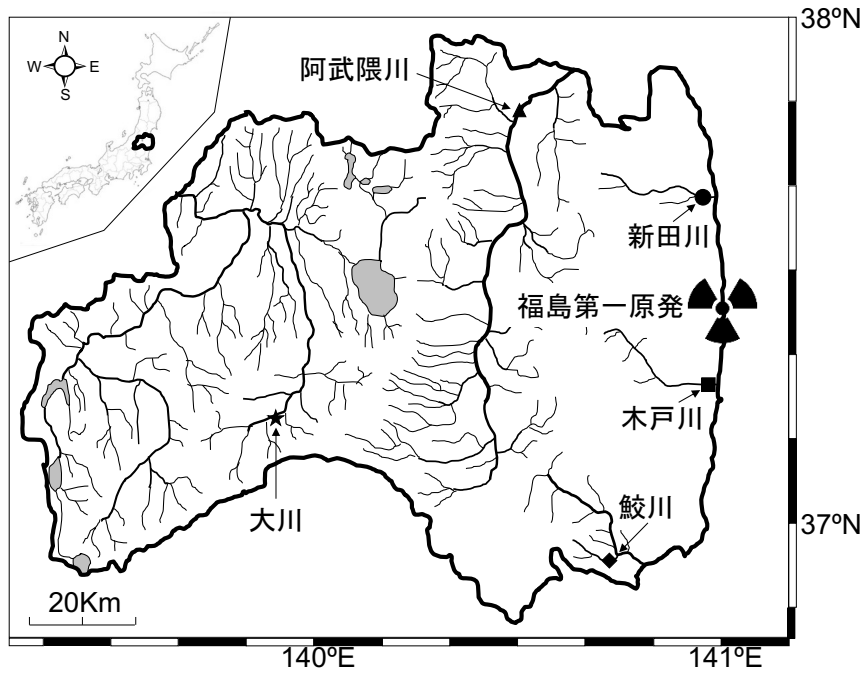 38ºN
N
W E
S
阿武隈川
新田川
福島第一原発
木戸川
鮫川
大川
37ºN
20Km
140ºE
141ºE